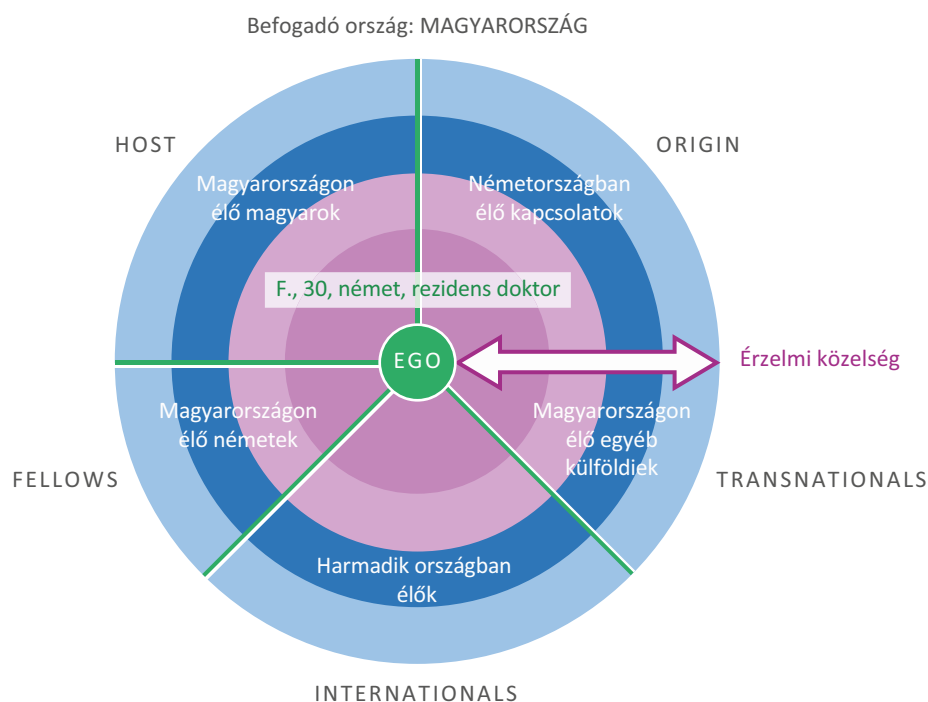 Befogadó ország: MAGYARORSZÁG
HOST
ORIGIN
Magyarországon
élő magyarok
Németországban
élő kapcsolatok
F., 30, német, rezidens doktor
EGO
Érzelmi közelség
Magyarországon
élő németek
Magyarországon
élő egyéb
külföldiek
FELLOWS
TRANSNATIONALS
Harmadik országban
élők
INTERNATIONALS